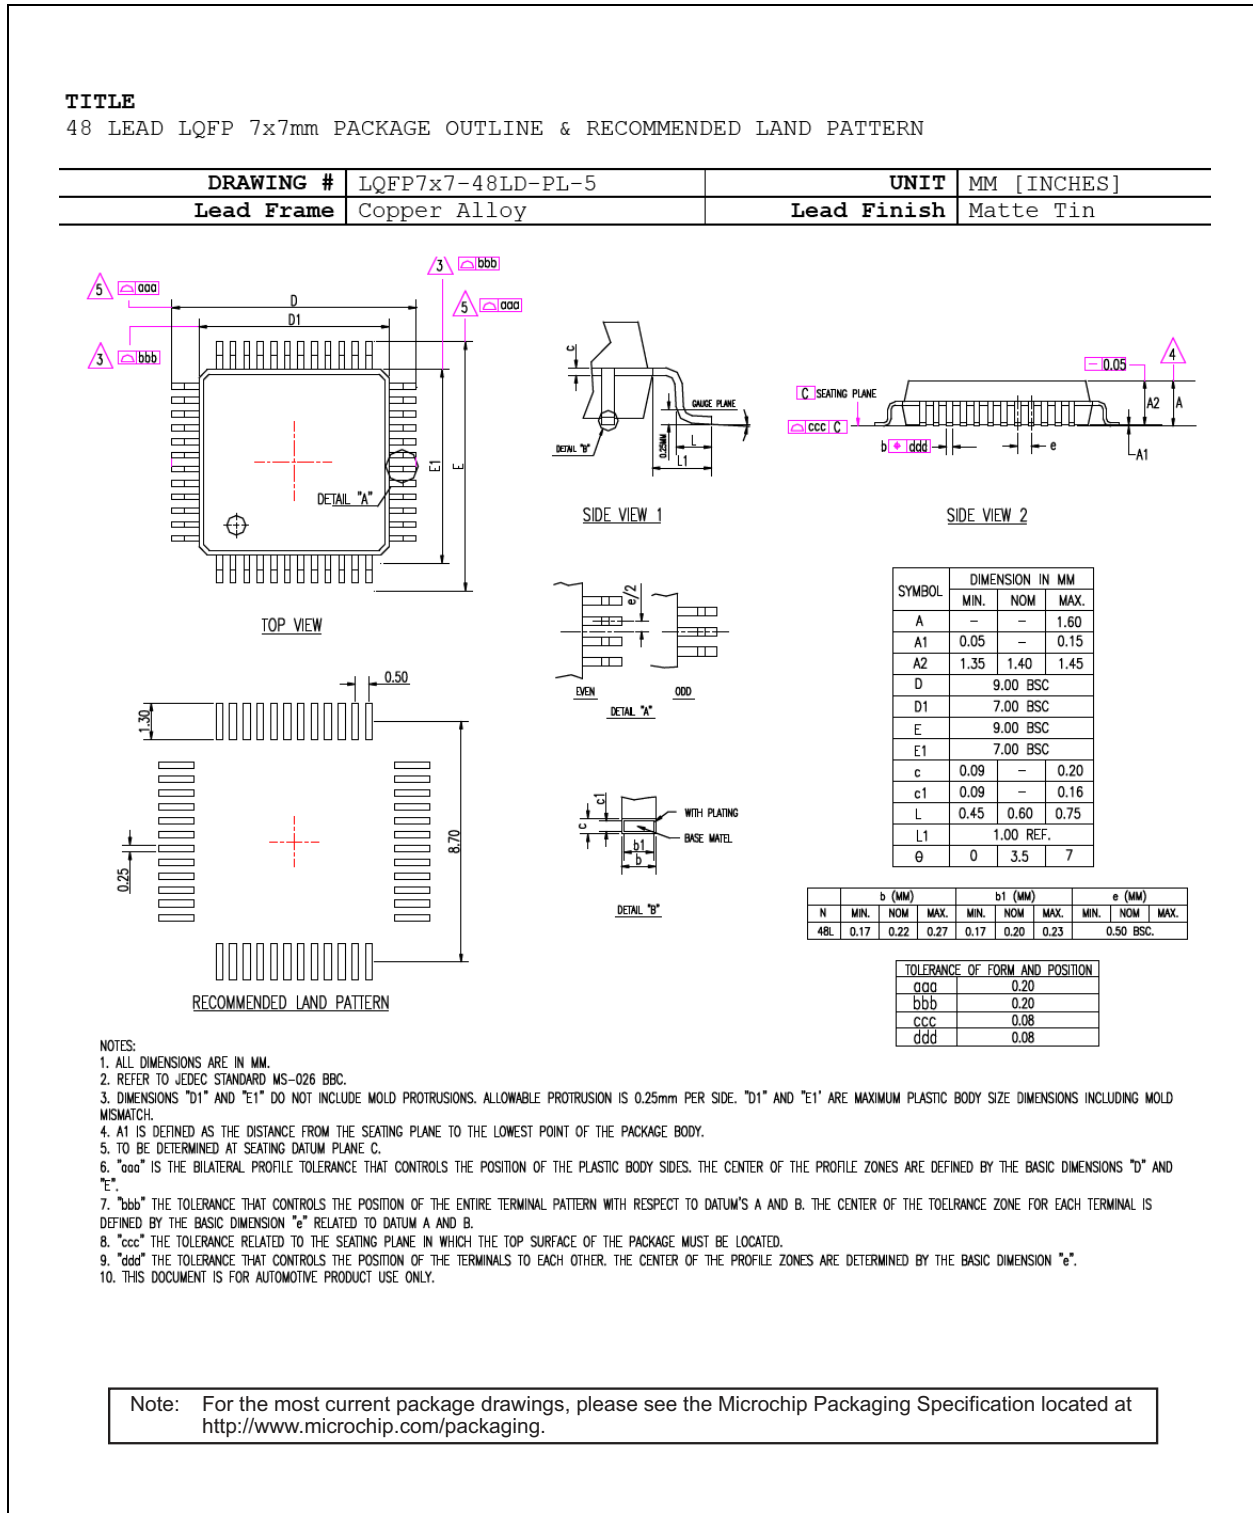 TITLE
48 LEAD LQFP 7x7mm PACKAGE OUTLINE & RECOMMENDED LAND PATTERN
DRAWING # LQFP7x7-48LD-PL-5 UNIT MM [INCHES]
Lead Frame Copper Alloy Lead Finish Matte Tin
5 aaa
3 bbb
D
D1
3 bbb
5 aaa
E1
E
DETAIL "A"
TOP VIEW
c
DETAIL "B"
0.25MM
GAUGE PLANE
L
L1
SIDE VIEW 1
C SEATING PLANE
ccc C
b ddd
e
0.05
4
A2
A
A1
SIDE VIEW 2
e/2
EVEN
ODD
DETAIL "A"
c1
c
b1
b
WITH PLATING
BASE MATEL
DETAIL "B"
0.50
1.30
8.70
0.25
RECOMMENDED LAND PATTERN
SYMBOL DIMENSION IN MM
MIN. NOM MAX.
A – – 1.60
A1 0.05 – 0.15
A2 1.35 1.40 1.45
D 9.00 BSC
D1 7.00 BSC
E 9.00 BSC
E1 7.00 BSC
c 0.09 – 0.20
c1 0.09 – 0.16
L 0.45 0.60 0.75
L1 1.00 REF.
θ 0 3.5 7
b (MM) b1 (MM) e (MM)
N MIN. NOM MAX. MIN. NOM MAX. MIN. NOM MAX.
48L 0.17 0.22 0.27 0.17 0.20 0.23 0.50 BSC.
TOLERANCE OF FORM AND POSITION
aaa 0.20
bbb 0.20
ccc 0.08
ddd 0.08
NOTES:
1. ALL DIMENSIONS ARE IN MM.
2. REFER TO JEDEC STANDARD MS-026 BBC.
3. DIMENSIONS "D1" AND "E1" DO NOT INCLUDE MOLD PROTRUSIONS. ALLOWABLE PROTRUSION IS 0.25mm PER SIDE. "D1" AND "E1' ARE MAXIMUM PLASTIC BODY SIZE DIMENSIONS INCLUDING MOLD
MISMATCH.
4. A1 IS DEFINED AS THE DISTANCE FROM THE SEATING PLANE TO THE LOWEST POINT OF THE PACKAGE BODY.
5. TO BE DETERMINED AT SEATING DATUM PLANE C.
6. "aaa" IS THE BILATERAL PROFILE TOLERANCE THAT CONTROLS THE POSITION OF THE PLASTIC BODY SIDES. THE CENTER OF THE PROFILE ZONES ARE DEFINED BY THE BASIC DIMENSIONS "D" AND
"E".
7. "bbb" THE TOLERANCE THAT CONTROLS THE POSITION OF THE ENTIRE TERMINAL PATTERN WITH RESPECT TO DATUM'S A AND B. THE CENTER OF THE TOELRANCE ZONE FOR EACH TERMINAL IS
DEFINED BY THE BASIC DIMENSION "e" RELATED TO DATUM A AND B.
8. "ccc" THE TOLERANCE RELATED TO THE SEATING PLANE IN WHICH THE TOP SURFACE OF THE PACKAGE MUST BE LOCATED.
9. "ddd" THE TOLERANCE THAT CONTROLS THE POSITION OF THE TERMINALS TO EACH OTHER. THE CENTER OF THE PROFILE ZONES ARE DETERMINED BY THE BASIC DIMENSION "e".
10. THIS DOCUMENT IS FOR AUTOMOTIVE PRODUCT USE ONLY.
Note: For the most current package drawings, please see the Microchip Packaging Specification located at
http://www.microchip.com/packaging.